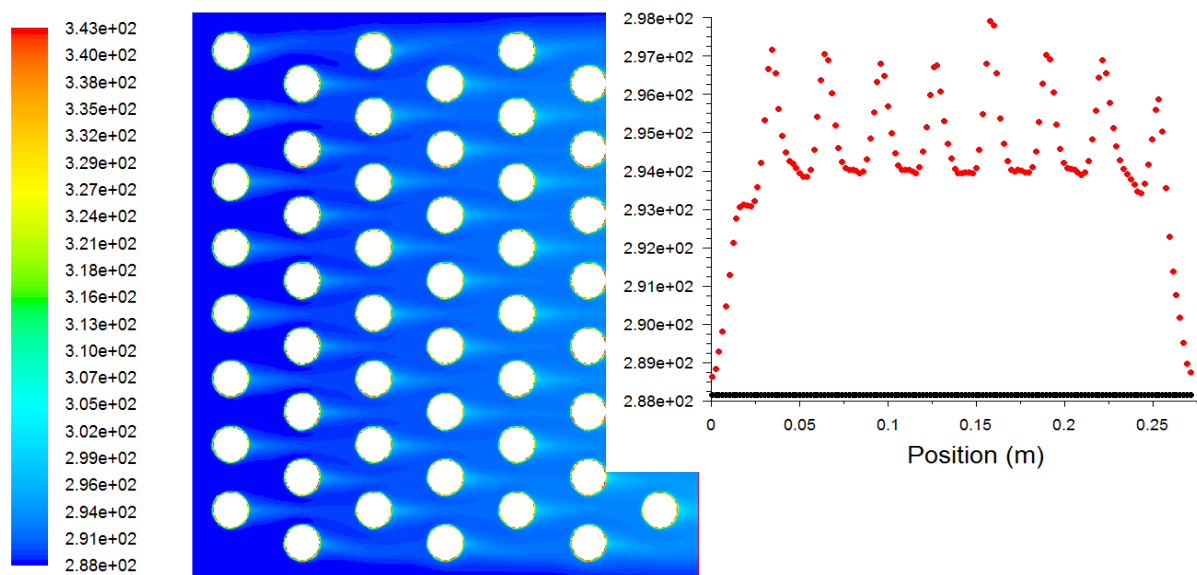 3.43e+02
3.40e+02
3.38e+02
3.35e+02
3.32e+02
3.29e+02
3.27e+02
3.24e+02
3.21e+02
3.18e+02
3.16e+02
3.13e+02
3.10e+02
3.07e+02
3.05e+02
3.02e+02
2.99e+02
2.96e+02
2.94e+02
2.91e+02
2.88e+02
2.98e+02
2.97e+02
2.96e+02
2.95e+02
2.94e+02
2.93e+02
2.92e+02
2.91e+02
2.90e+02
2.89e+02
2.88e+02
0 0.05 0.1 0.15 0.2 0.25
Position (m)